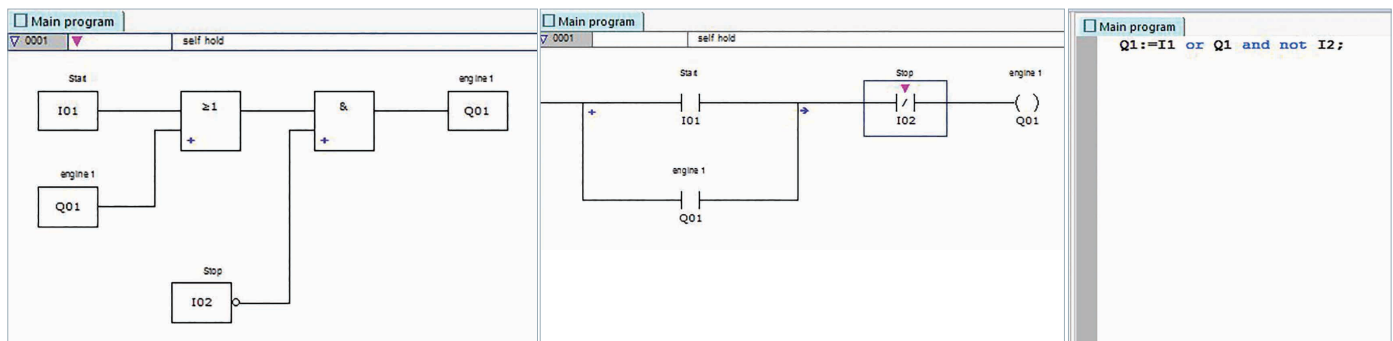 Main program
0001 self hold
Start
engine 1
I01
≥1
&
Q01
engine 1
Q01
Stop
I02
Main program
0001 self hold
Start
Stop
engine 1
I01
I02
Q01
engine 1
Q01
Main program
Q1:=I1 or Q1 and not I2;